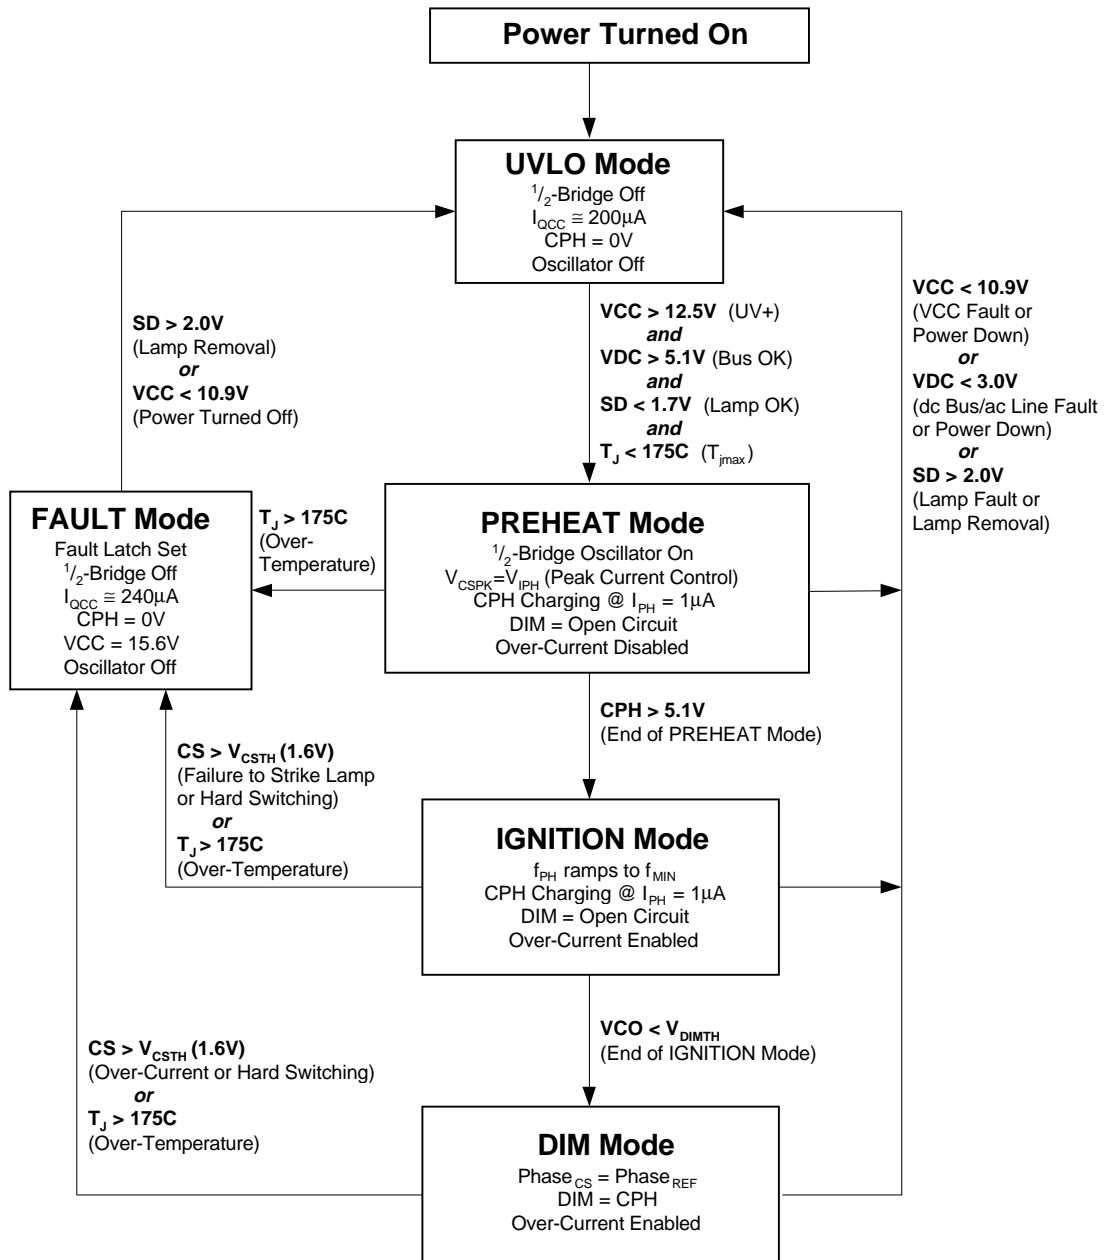 Power Turned On
UVLO Mode
1/2-Bridge Off
IQCC ≅ 200µA
CPH = 0V
Oscillator Off
SD > 2.0V
(Lamp Removal)
or
VCC < 10.9V
(Power Turned Off)
VCC > 12.5V (UV+)
and
VDC > 5.1V (Bus OK)
and
SD < 1.7V (Lamp OK)
and
TJ < 175C (Tjmax)
VCC < 10.9V
(VCC Fault or
Power Down)
or
VDC < 3.0V
(dc Bus/ac Line Fault
or Power Down)
or
SD > 2.0V
(Lamp Fault or
Lamp Removal)
FAULT Mode
Fault Latch Set
1/2-Bridge Off
IQCC ≅ 240µA
CPH = 0V
VCC = 15.6V
Oscillator Off
TJ > 175C
(Over-
Temperature)
PREHEAT Mode
1/2-Bridge Oscillator On
VCSPK=VIPH (Peak Current Control)
CPH Charging @ IPH = 1µA
DIM = Open Circuit
Over-Current Disabled
CPH > 5.1V
(End of PREHEAT Mode)
CS > VCSTH (1.6V)
(Failure to Strike Lamp
or Hard Switching)
or
TJ > 175C
(Over-Temperature)
IGNITION Mode
fPH ramps to fMIN
CPH Charging @ IPH = 1µA
DIM = Open Circuit
Over-Current Enabled
VCO < VDIMTH
(End of IGNITION Mode)
CS > VCSTH (1.6V)
(Over-Current or Hard Switching)
or
TJ > 175C
(Over-Temperature)
DIM Mode
PhaseCS = PhaseREF
DIM = CPH
Over-Current Enabled